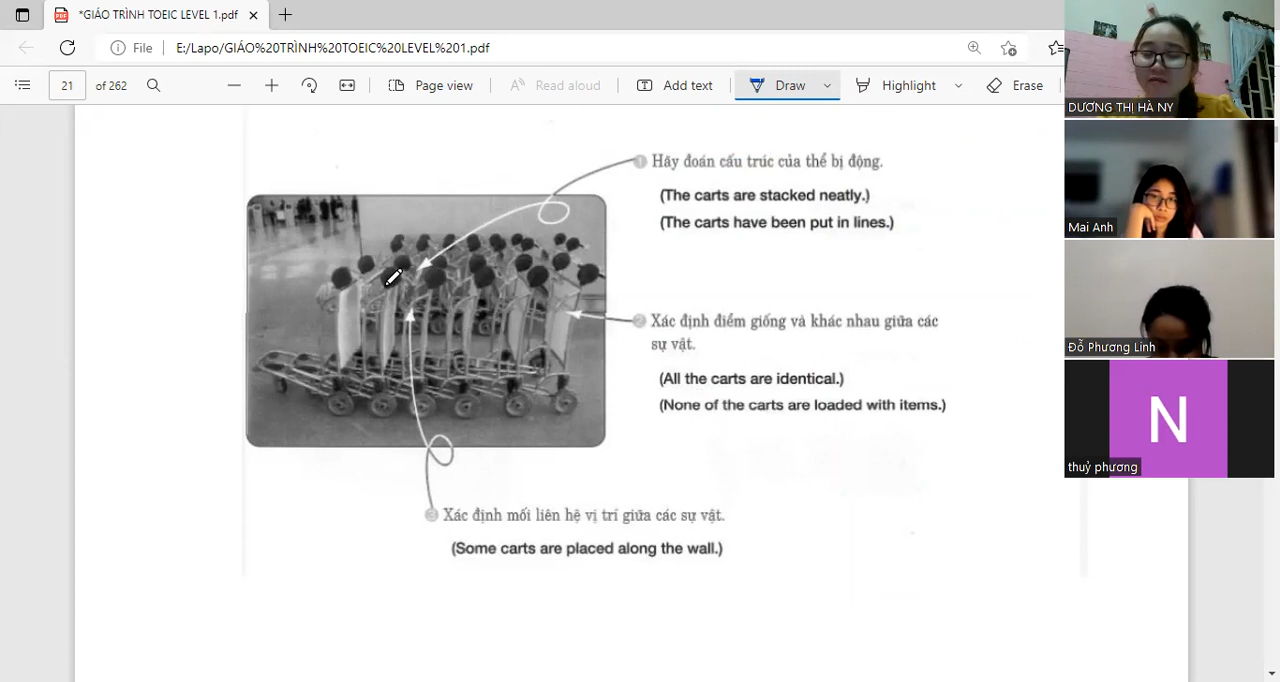 *GIÁO TRÌNH TOEIC LEVEL 1.pdf
File
E:/Lapo/GIÁO%20TRÌNH%20TOEIC%20LEVEL%201.pdf
21
of 262
Page view
Read aloud
Add text
Draw
Highlight
Erase
1 Hãy đoán cấu trúc của thể bị động.
(The carts are stacked neatly.)
(The carts have been put in lines.)
2 Xác định điểm giống và khác nhau giữa các
sự vật.
(All the carts are identical.)
(None of the carts are loaded with items.)
3 Xác định mối liên hệ vị trí giữa các sự vật.
(Some carts are placed along the wall.)
DƯƠNG THỊ HÀ NY
Mai Anh
Đỗ Phương Linh
N
thuỷ phương